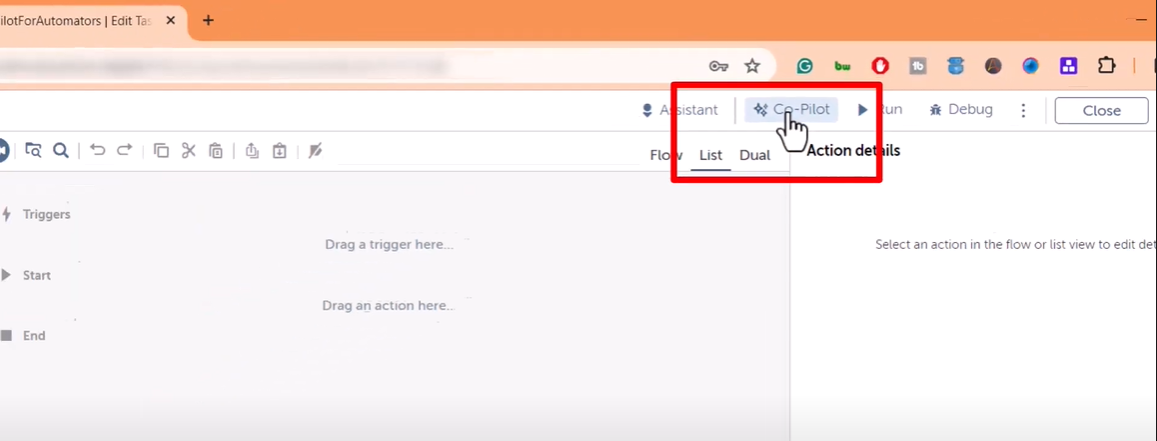 pilotForAutomators | Edit Tas
Assistant
Co-Pilot
Run
Debug
Close
Flow
List
Dual
Action details
Triggers
Drag a trigger here...
Select an action in the flow or list view to edit det
Start
Drag an action here..
End